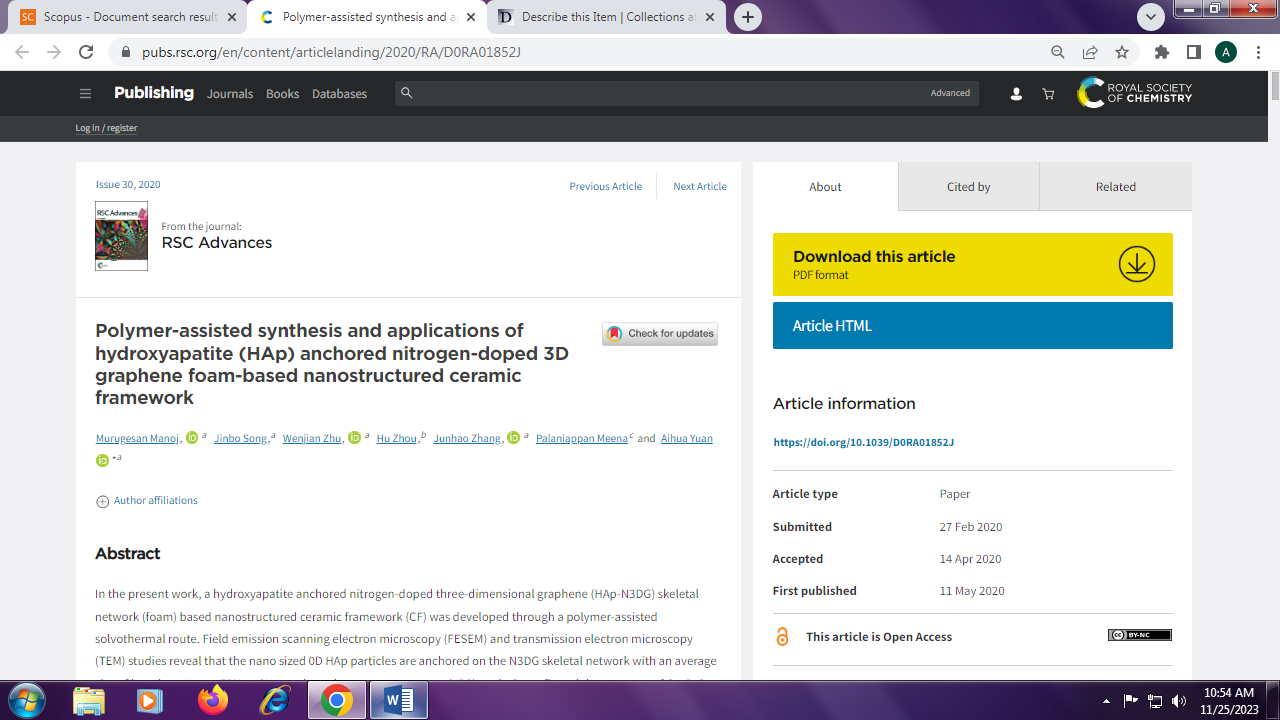 Scopus - Document search result
Polymer-assisted synthesis and a
Describe this Item | Collections at
pubs.rsc.org/en/content/articlelanding/2020/RA/D0RA01852J
A
Publishing
Journals
Books
Databases
Advanced
ROYAL SOCIETY
OF CHEMISTRY
Log in / register
Issue 30, 2020
Previous Article
Next Article
RSC Advances
From the journal:
RSC Advances
Polymer-assisted synthesis and applications of
hydroxyapatite (HAp) anchored nitrogen-doped 3D
graphene foam-based nanostructured ceramic
framework
Check for updates
Murugesan Manoj, iD a Jinbo Song,a Wenjian Zhu, iD a Hu Zhou,b Junhao Zhang, iD a Palaniappan Meena c and Aihua Yuan
iD *a
Author affiliations
Abstract
In the present work, a hydroxyapatite anchored nitrogen-doped three-dimensional graphene (HAp-N3DG) skeletal
network (foam) based nanostructured ceramic framework (CF) was developed through a polymer-assisted
solvothermal route. Field emission scanning electron microscopy (FESEM) and transmission electron microscopy
(TEM) studies reveal that the nano sized 0D HAp particles are anchored on the N3DG skeletal network with an average
About
Cited by
Related
Download this article
PDF format
Article HTML
Article information
https://doi.org/10.1039/D0RA01852J
Article type Paper
Submitted 27 Feb 2020
Accepted 14 Apr 2020
First published 11 May 2020
This article is Open Access
cc BY-NC
10:54 AM
11/25/2023